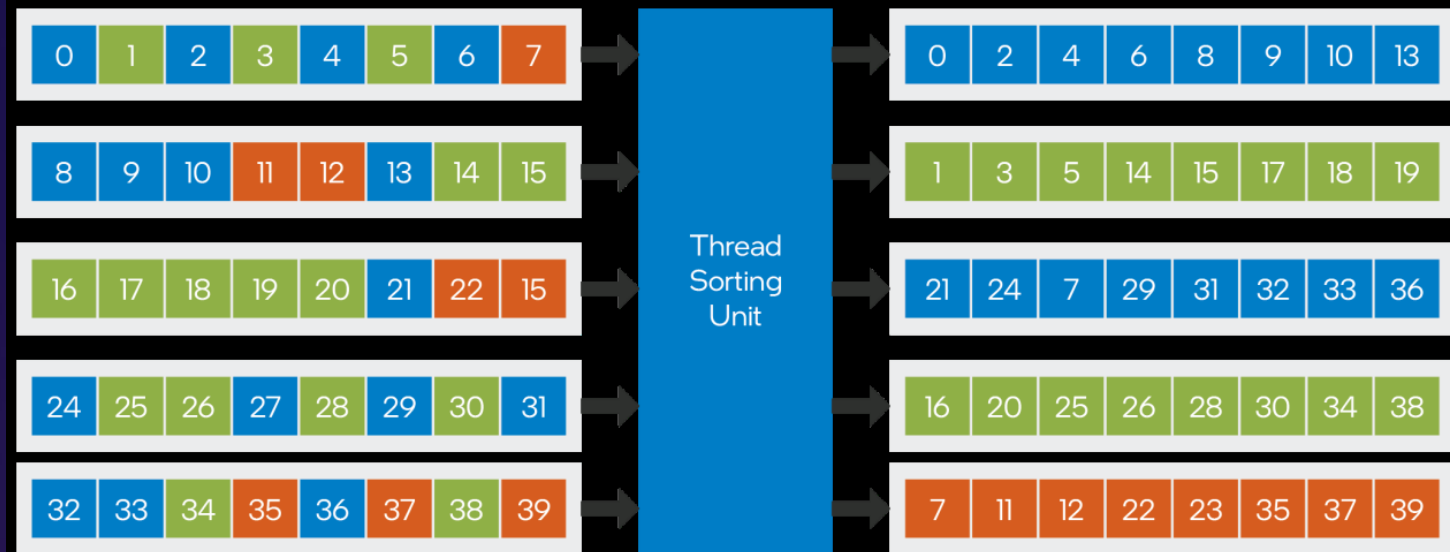 0 1 2 3 4 5 6 7
0 2 4 6 8 9 10 13
8 9 10 11 12 13 14 15
1 3 5 14 15 17 18 19
Thread
Sorting
Unit
16 17 18 19 20 21 22 15
21 24 7 29 31 32 33 36
24 25 26 27 28 29 30 31
16 20 25 26 28 30 34 38
32 33 34 35 36 37 38 39
7 11 12 22 23 35 37 39